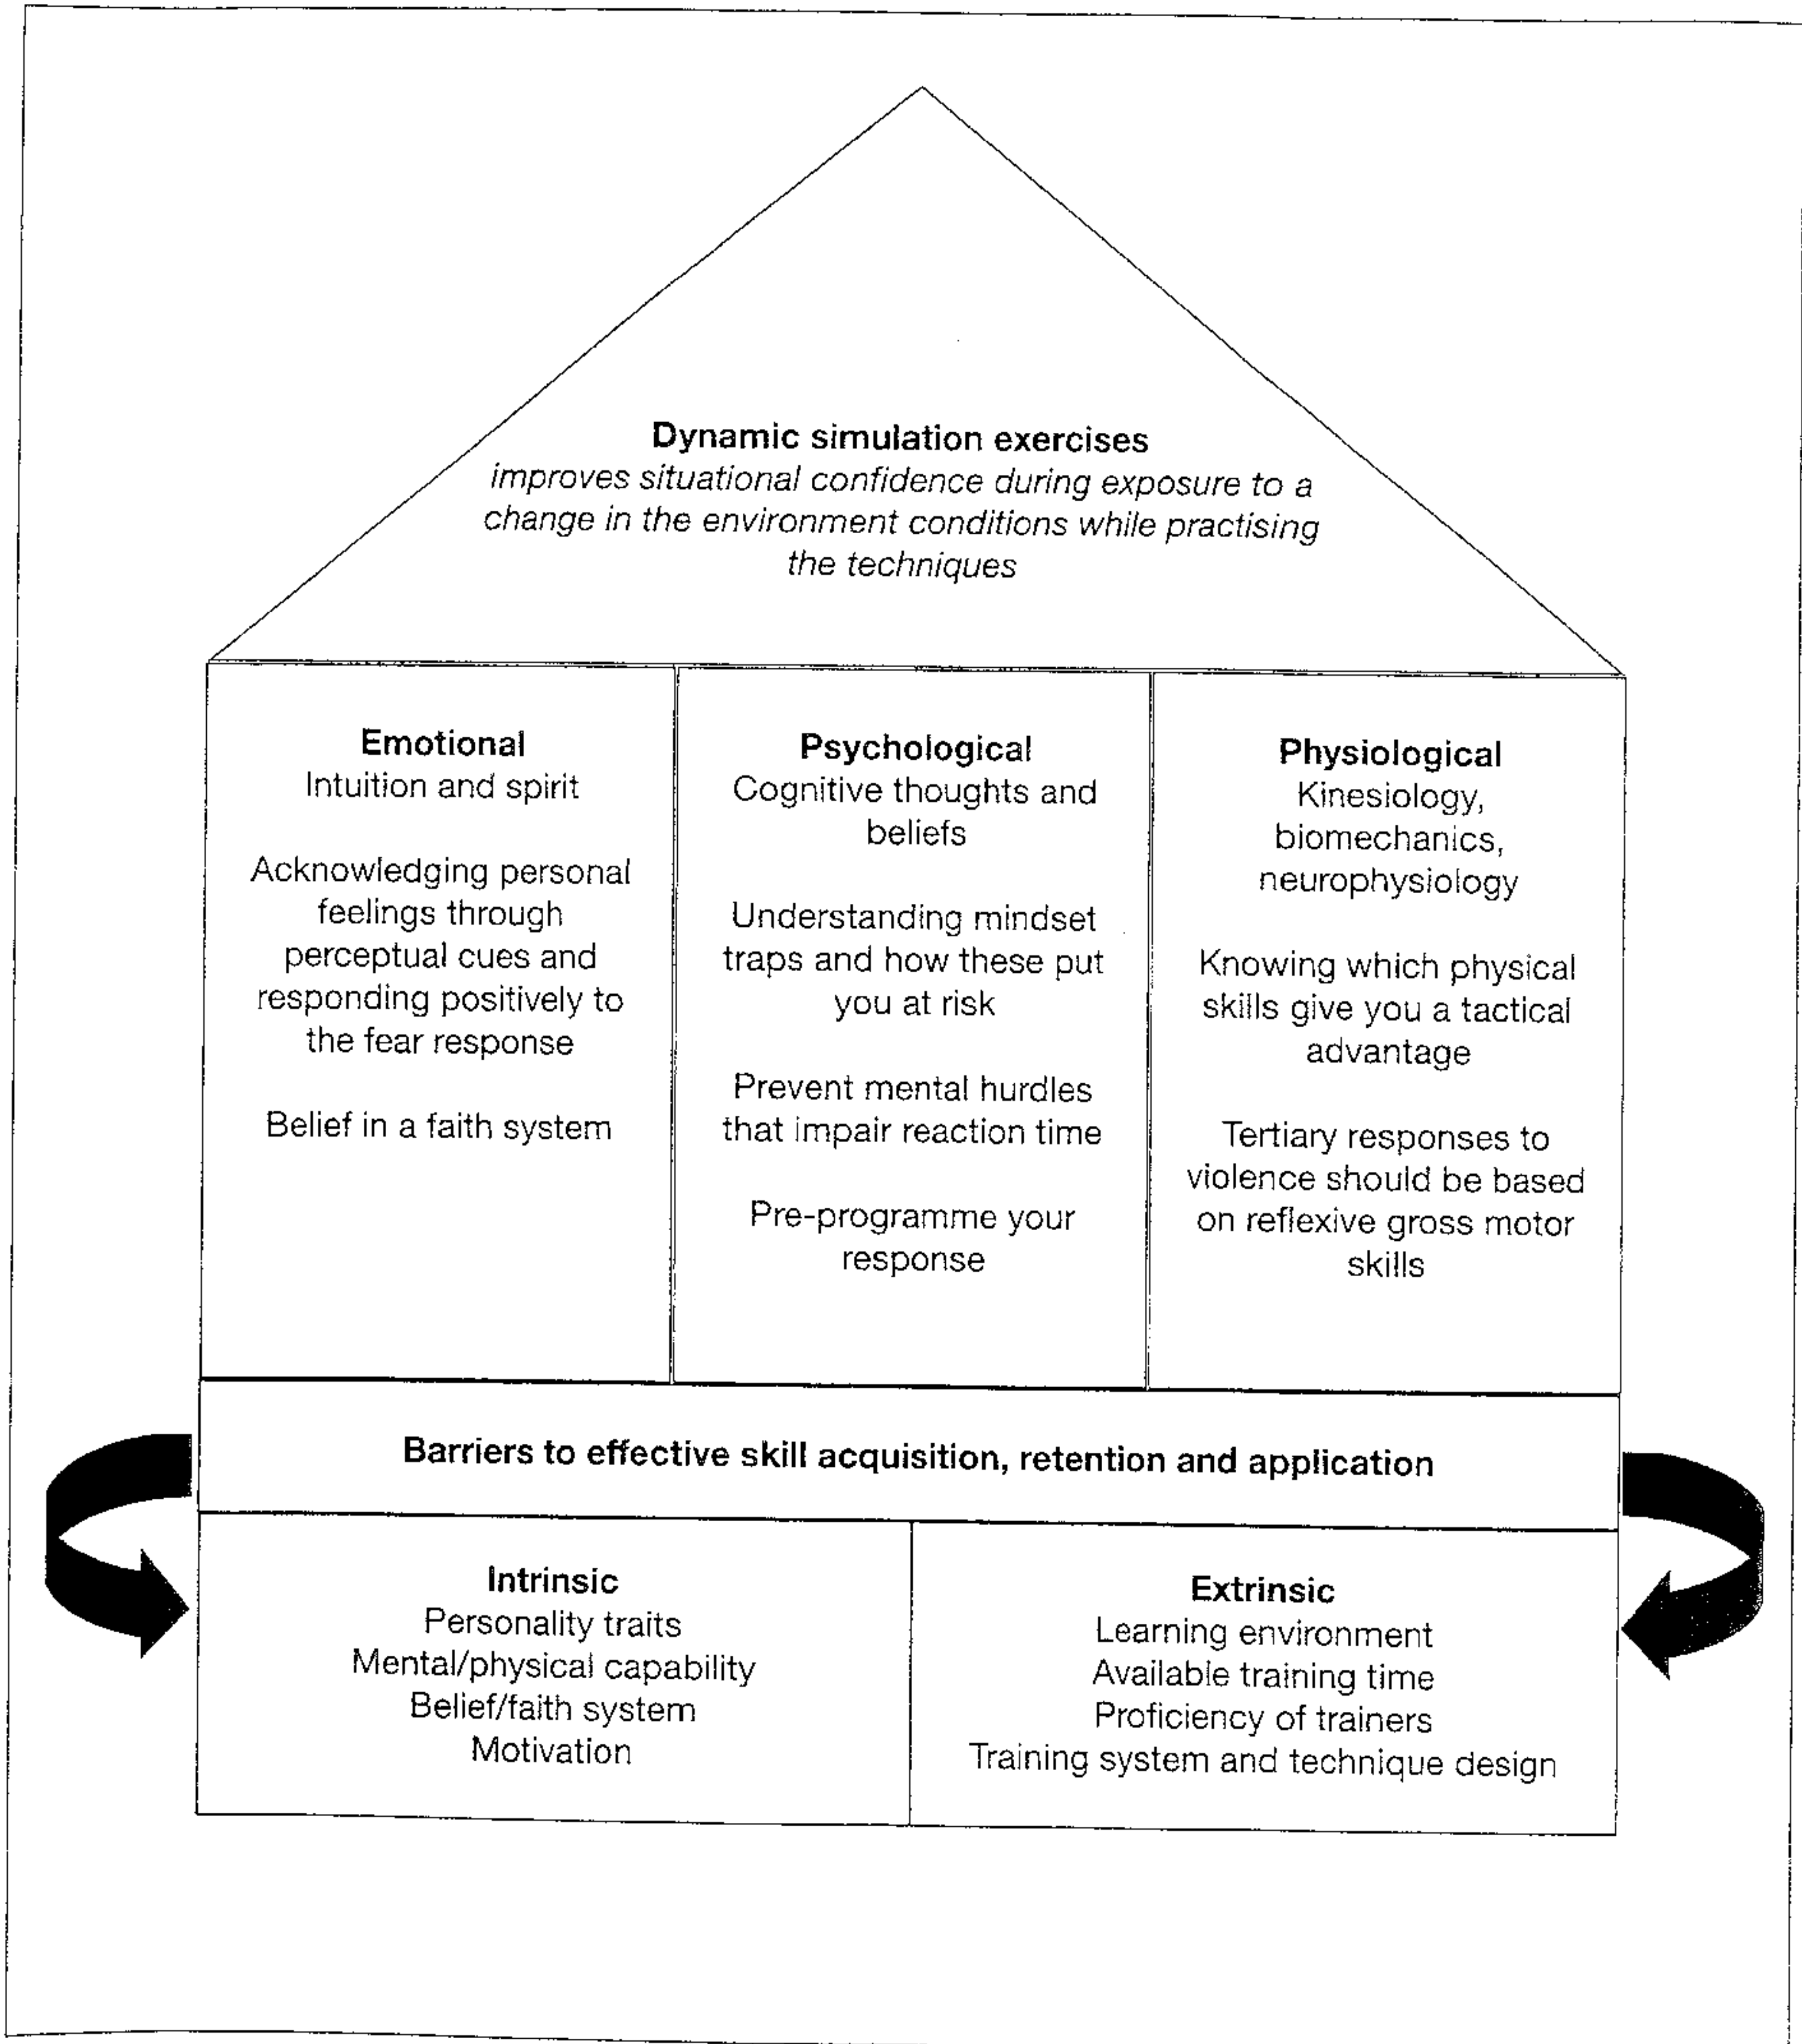 Dynamic simulation exercises
improves situational confidence during exposure to a
change in the environment conditions while practising
the techniques
Emotional
Intuition and spirit
Acknowledging personal
feelings through
perceptual cues and
responding positively to
the fear response
Belief in a faith system
Psychological
Cognitive thoughts and
beliefs
Understanding mindset
traps and how these put
you at risk
Prevent mental hurdles
that impair reaction time
Pre-programme your
response
Physiological
Kinesiology,
biomechanics,
neurophysiology
Knowing which physical
skills give you a tactical
advantage
Tertiary responses to
violence should be based
on reflexive gross motor
skills
Barriers to effective skill acquisition, retention and application
Intrinsic
Personality traits
Mental/physical capability
Belief/faith system
Motivation
Extrinsic
Learning environment
Available training time
Proficiency of trainers
Training system and technique design